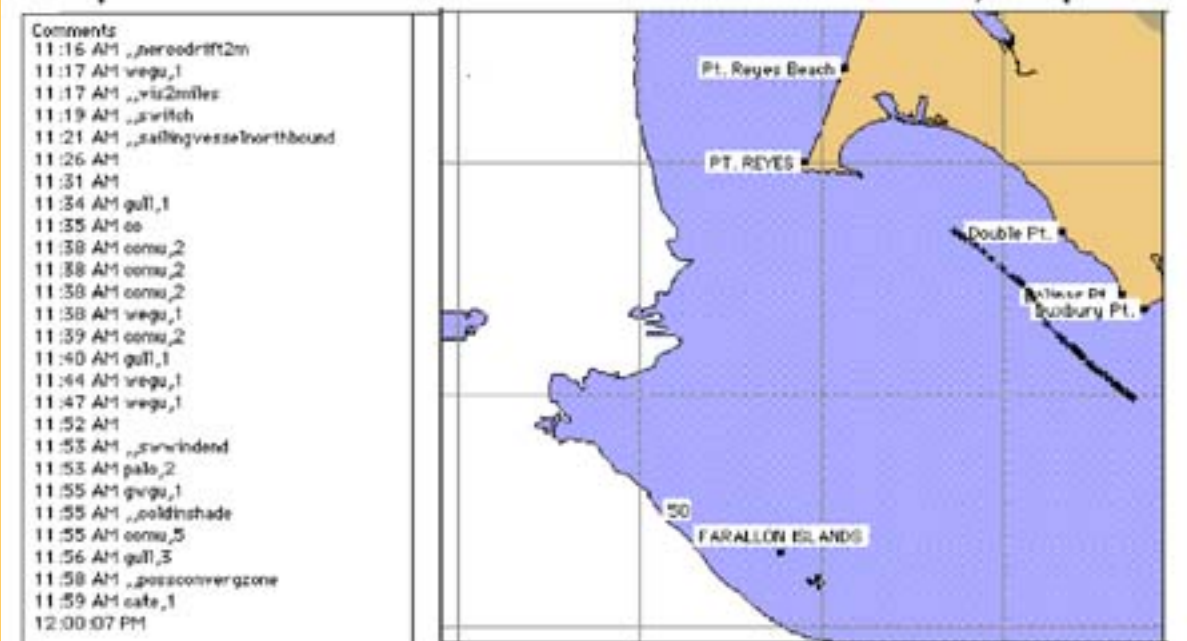 Comments
11:16 AM ,,nereodrift2m
11:17 AM wegu,1
11:17 AM ,,vis2miles
11:19 AM ,,switch
11:21 AM ,,sailingvesselnorthbound
11:26 AM
11:31 AM
11:34 AM gull,1
11:35 AM co
11:38 AM comu,2
11:38 AM comu,2
11:38 AM comu,2
11:38 AM wegu,1
11:39 AM comu,2
11:40 AM gull,1
11:44 AM wegu,1
11:47 AM wegu,1
11:52 AM
11:53 AM ,,swwindend
11:53 AM palo,2
11:55 AM gwgu,1
11:55 AM ,,coldinshade
11:55 AM comu,5
11:56 AM gull,3
11:58 AM ,,possconvergzone
11:59 AM cate,1
12:00:07 PM
Pt. Reyes Beach
PT. REYES
Double Pt.
Duxbury Pt.
50
FARALLON ISLANDS